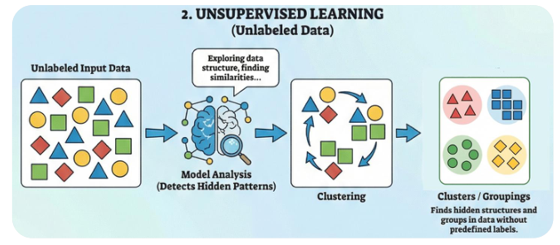 2. UNSUPERVISED LEARNING
(Unlabeled Data)
Unlabeled Input Data
Exploring data
structure, finding
similarities...
Model Analysis
(Detects Hidden Patterns)
Clustering
Clusters / Groupings
Finds hidden structures and
groups in data without
predefined labels.